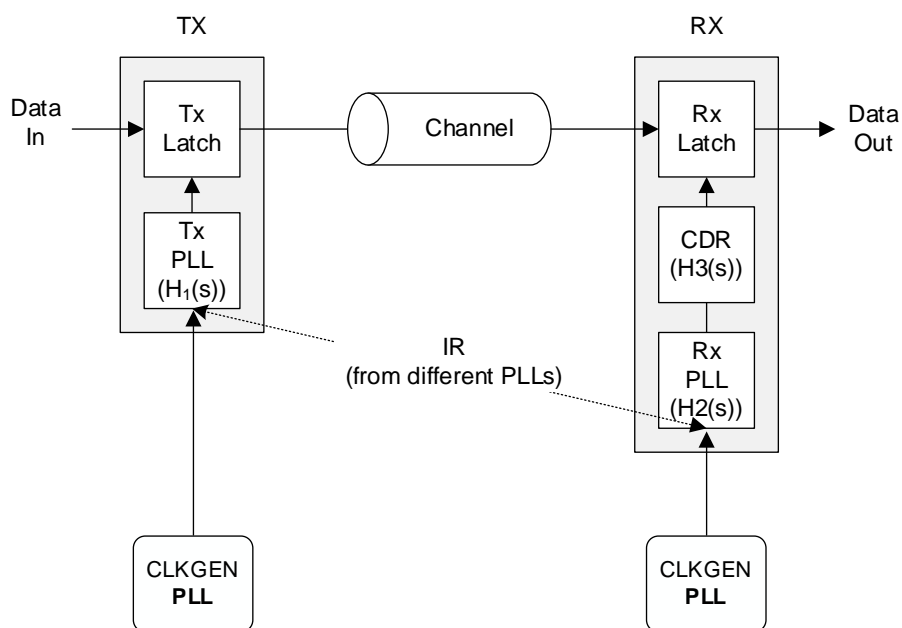 TX
RX
Data
In
Tx
Latch
Channel
Rx
Latch
Data
Out
Tx
PLL
(H₁(s))
CDR
(H3(s))
IR
(from different PLLs)
Rx
PLL
(H2(s))
CLKGEN
PLL
CLKGEN
PLL